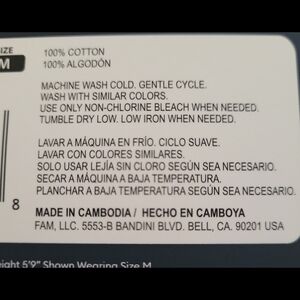 SIZE
M
100% COTTON
100% ALGODÓN
MACHINE WASH COLD. GENTLE CYCLE.
WASH WITH SIMILAR COLORS.
USE ONLY NON-CHLORINE BLEACH WHEN NEEDED.
TUMBLE DRY LOW. LOW IRON WHEN NEEDED.
LAVAR A MÁQUINA EN FRÍO. CICLO SUAVE.
LAVAR CON COLORES SIMILARES.
SOLO USAR LEJÍA SIN CLORO SEGÚN SEA NECESARIO.
SECAR A MÁQUINA A BAJA TEMPERATURA.
PLANCHAR A BAJA TEMPERATURA SEGÚN SEA NECESARIO.
8
MADE IN CAMBODIA / HECHO EN CAMBOYA
FAM, LLC. 5553-B BANDINI BLVD. BELL, CA. 90201 USA
eight 5'9" Shown Wearing Size M